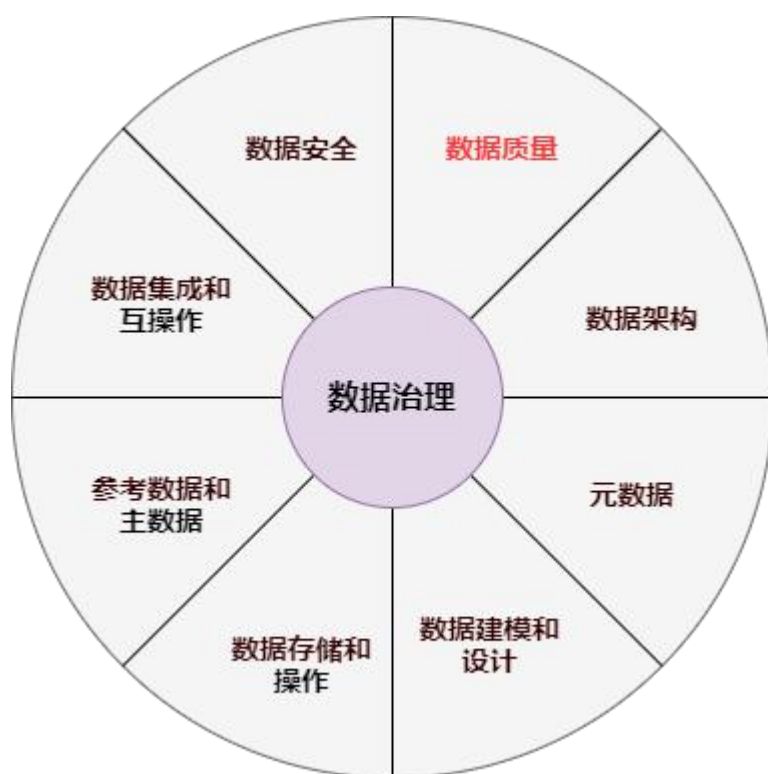 数据安全
数据质量
数据集成和
互操作
数据架构
数据治理
参考数据和
主数据
元数据
数据存储和
操作
数据建模和
设计